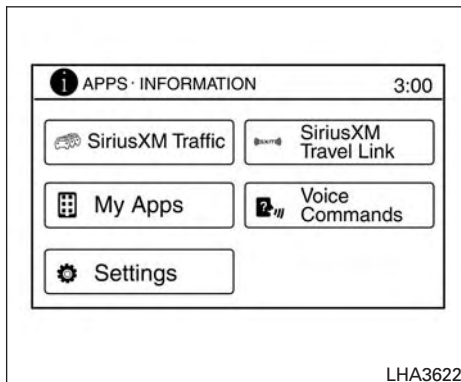 i APPS · INFORMATION 3:00
SiriusXM Traffic
SiriusXM
Travel Link
My Apps
Voice
Commands
Settings
LHA3622